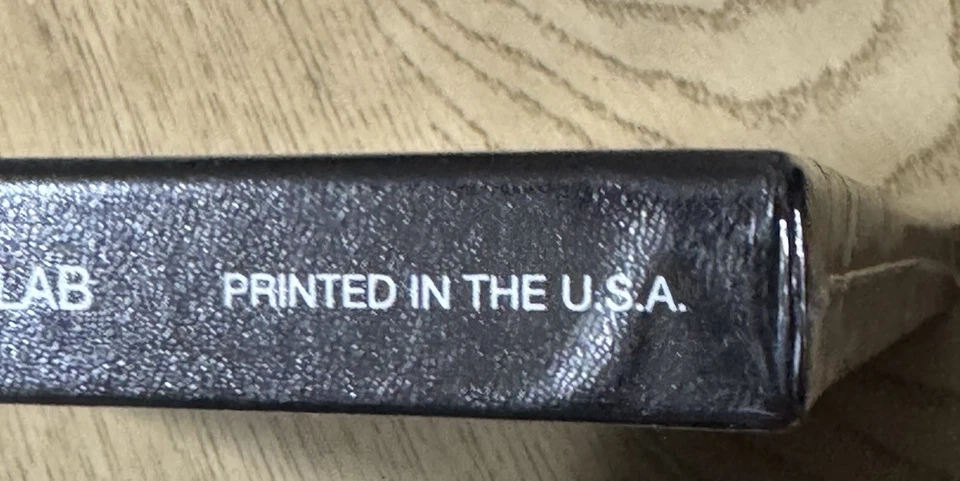 LAB PRINTED IN THE U.S.A.